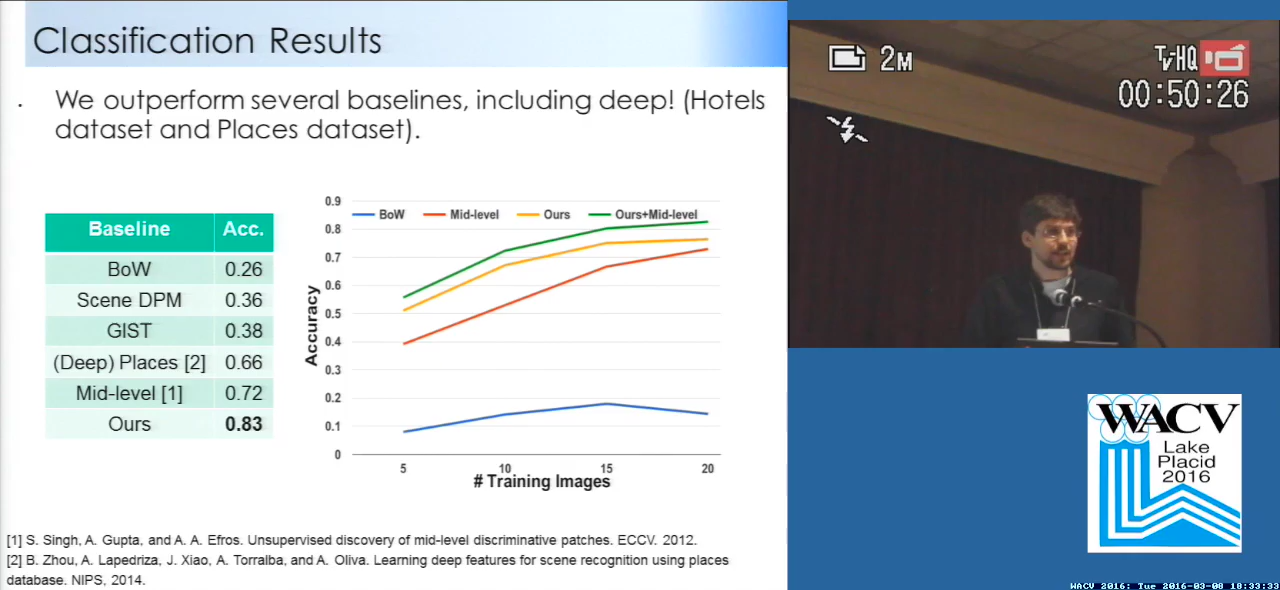 Classification Results
. We outperform several baselines, including deep! (Hotels
dataset and Places dataset).
Baseline Acc.
BoW 0.26
Scene DPM 0.36
GIST 0.38
(Deep) Places [2] 0.66
Mid-level [1] 0.72
Ours 0.83
BoW Mid-level Ours Ours+Mid-level
Accuracy
0.9
0.8
0.7
0.6
0.5
0.4
0.3
0.2
0.1
0
5 10 15 20
# Training Images
[1] S. Singh, A. Gupta, and A. A. Efros. Unsupervised discovery of mid-level discriminative patches. ECCV. 2012.
[2] B. Zhou, A. Lapedriza, J. Xiao, A. Torralba, and A. Oliva. Learning deep features for scene recognition using places
database. NIPS, 2014.
2M
Tv-HQ
00:50:26
WACV
Lake
Placid
2016
WACV 2016: Tue 2016-03-08 18:33:33